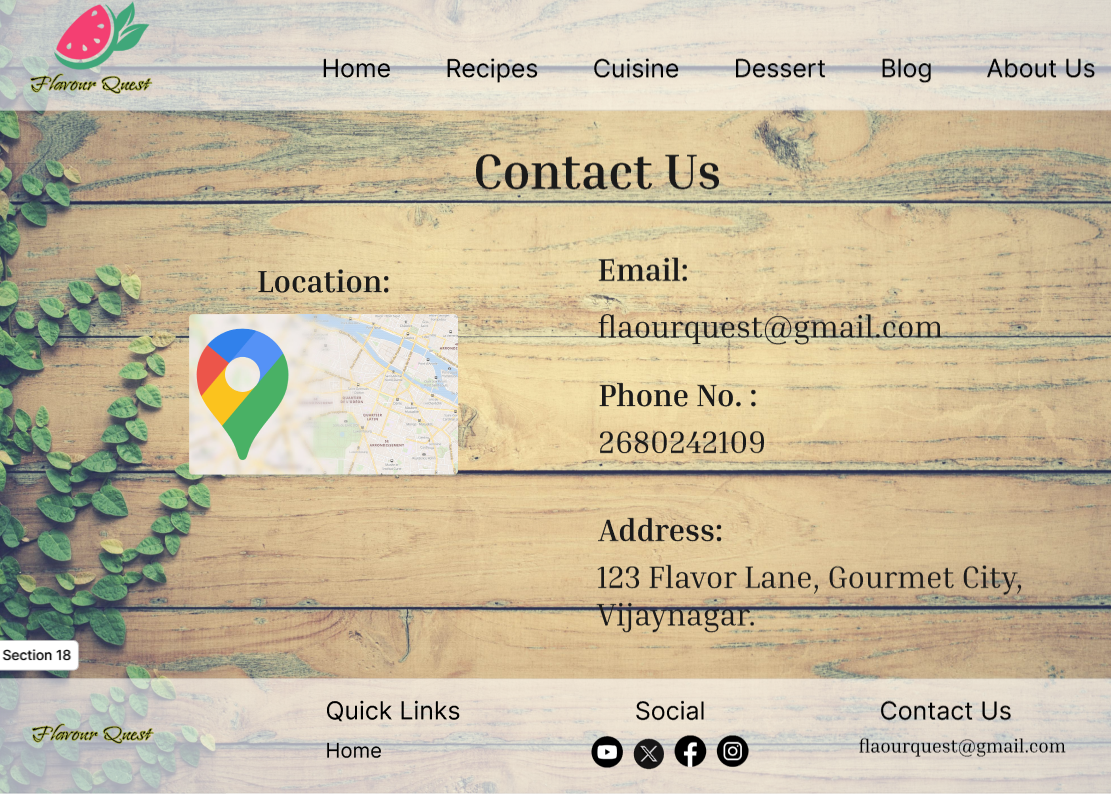 Flavour Quest
Home Recipes Cuisine Dessert Blog About Us
Contact Us
Location:
Email:
flaourquest@gmail.com
Phone No. :
2680242109
Address:
123 Flavor Lane, Gourmet City,
Vijaynagar.
Section 18
Quick Links Social Contact Us
Flavour Quest
Home
flaourquest@gmail.com